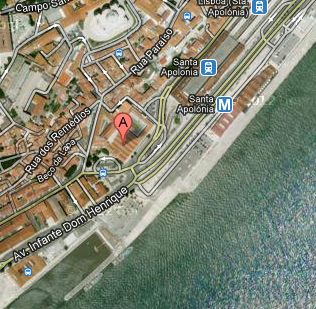 Campo San
Lisboa (Sta.
Apolónia)
Rua Paraíso
Santa
Apolónia
Santa
Apolónia
M
A
Rua dos Remédios
Beco da Lapa
Av. Infante Dom Henrique